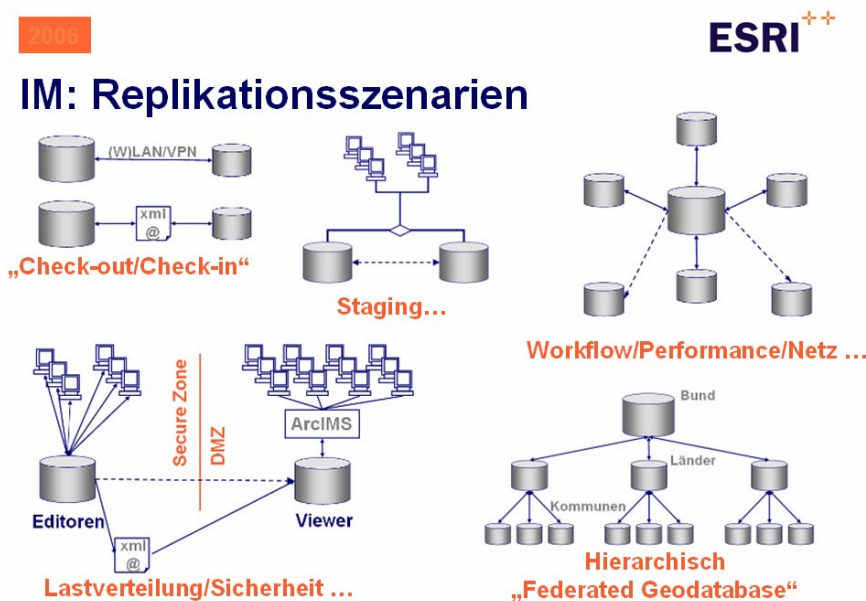 2006
ESRI
IM: Replikationsszenarien
(W)LAN/VPN
xml
@
„Check-out/Check-in“
Staging…
Workflow/Performance/Netz …
Secure Zone
DMZ
ArcIMS
Editoren
Viewer
xml
@
Lastverteilung/Sicherheit …
Bund
Länder
Kommunen
Hierarchisch
„Federated Geodatabase“